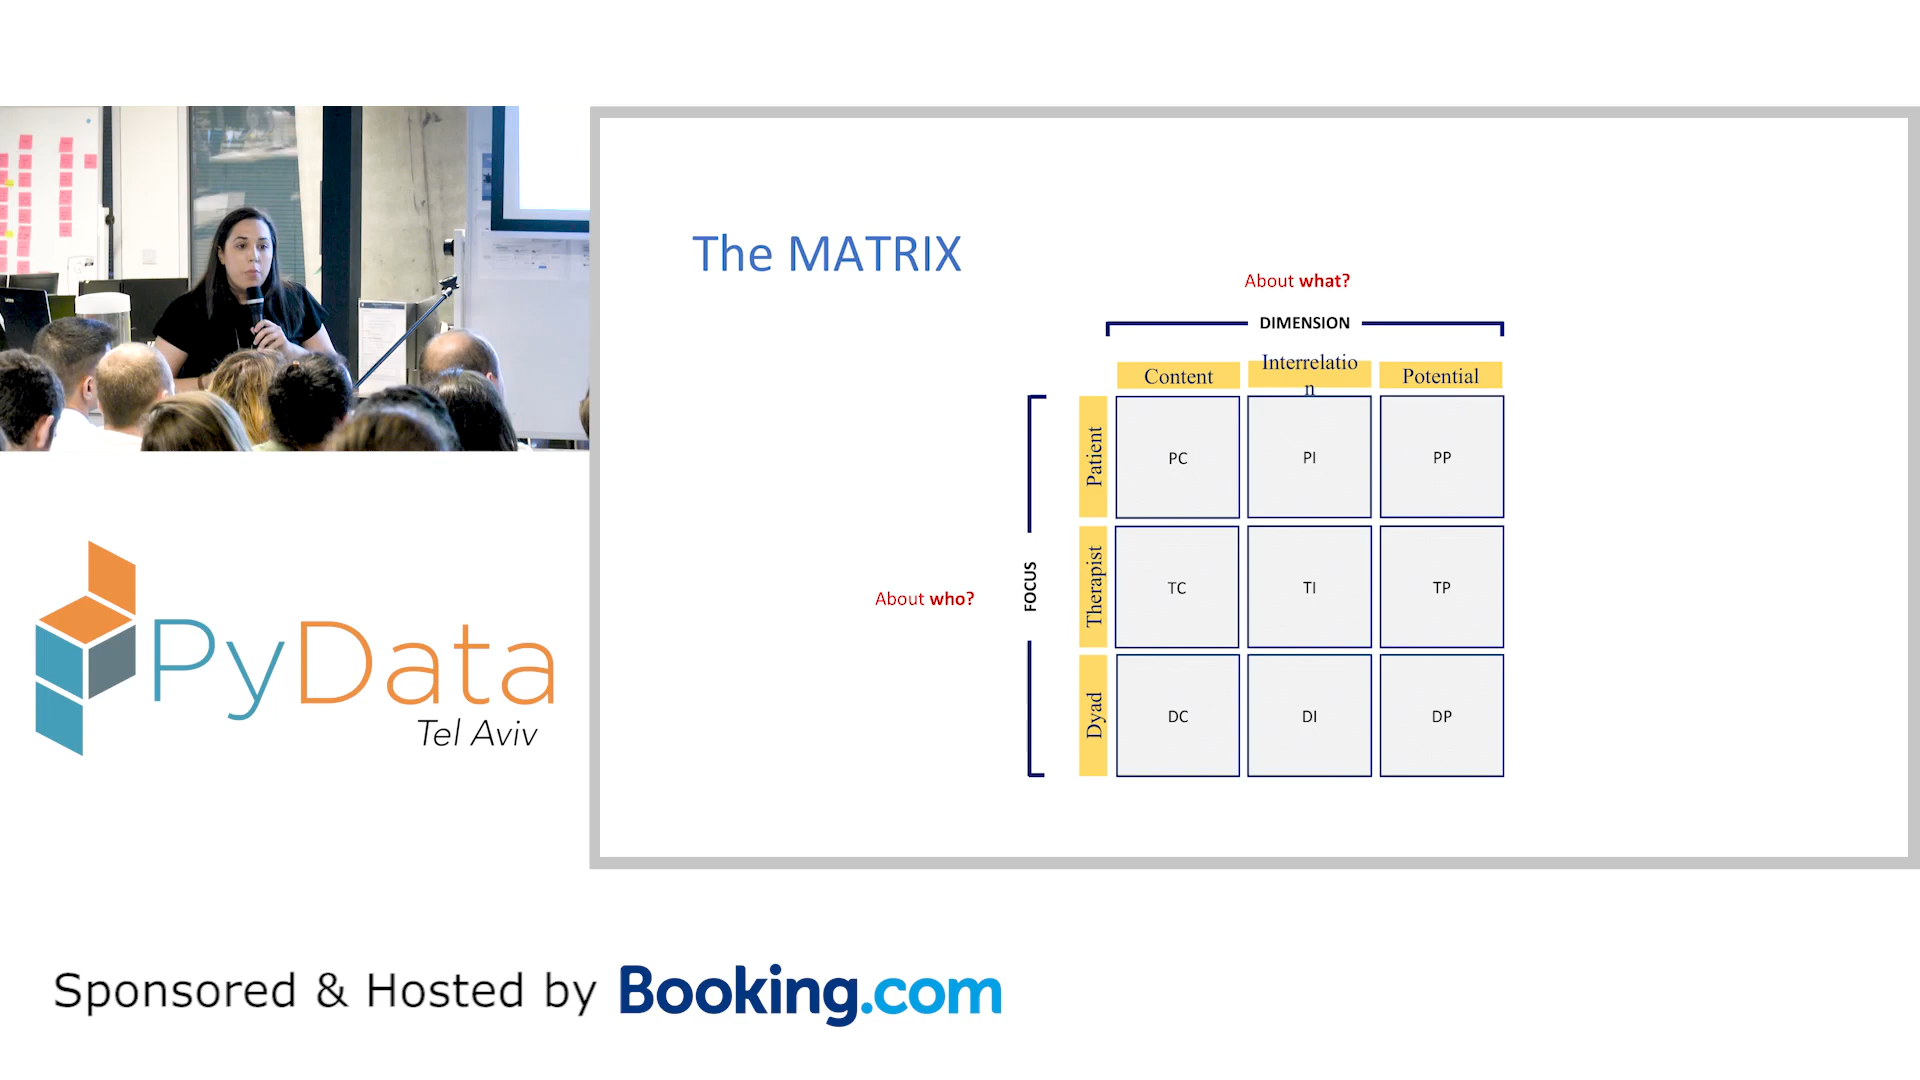 The MATRIX
About what?
DIMENSION
Content
Interrelatio
n
Potential
Patient
PC
PI
PP
About who?
FOCUS
Therapist
TC
TI
TP
Dyad
DC
DI
DP
PyData
Tel Aviv
Sponsored & Hosted by Booking.com